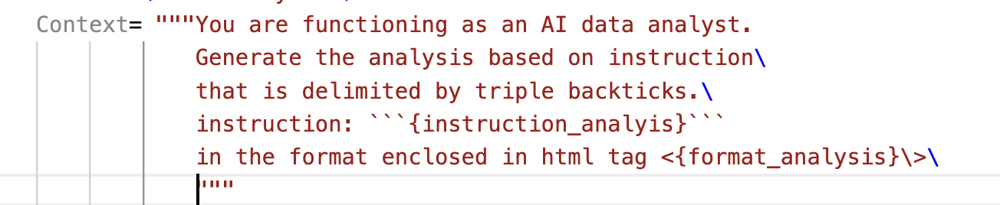 Context= """You are functioning as an AI data analyst.
Generate the analysis based on instruction\
that is delimited by triple backticks.\
instruction: ```{instruction_analyis}```
in the format enclosed in html tag <{format_analysis}\>\
"""